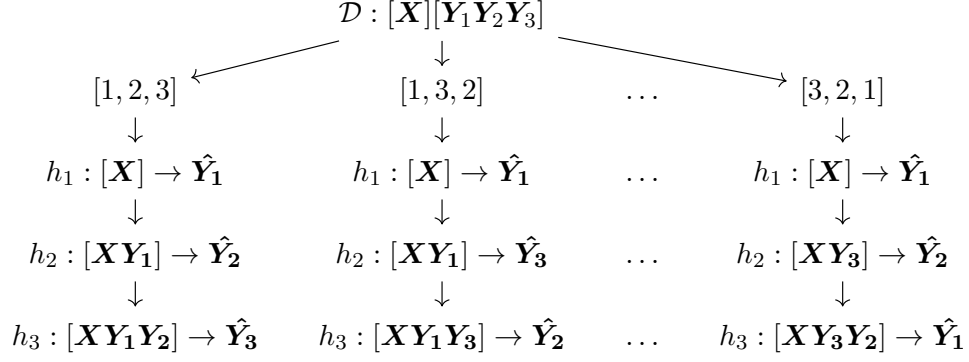 𝒟 : [X][Y₁Y₂Y₃]
[1, 2, 3] [1, 3, 2] … [3, 2, 1]
h₁ : [X] → Ŷ₁ h₁ : [X] → Ŷ₁ … h₁ : [X] → Ŷ₁
h₂ : [XY₁] → Ŷ₂ h₂ : [XY₁] → Ŷ₃ … h₂ : [XY₃] → Ŷ₂
h₃ : [XY₁Y₂] → Ŷ₃ h₃ : [XY₁Y₃] → Ŷ₂ … h₃ : [XY₃Y₂] → Ŷ₁